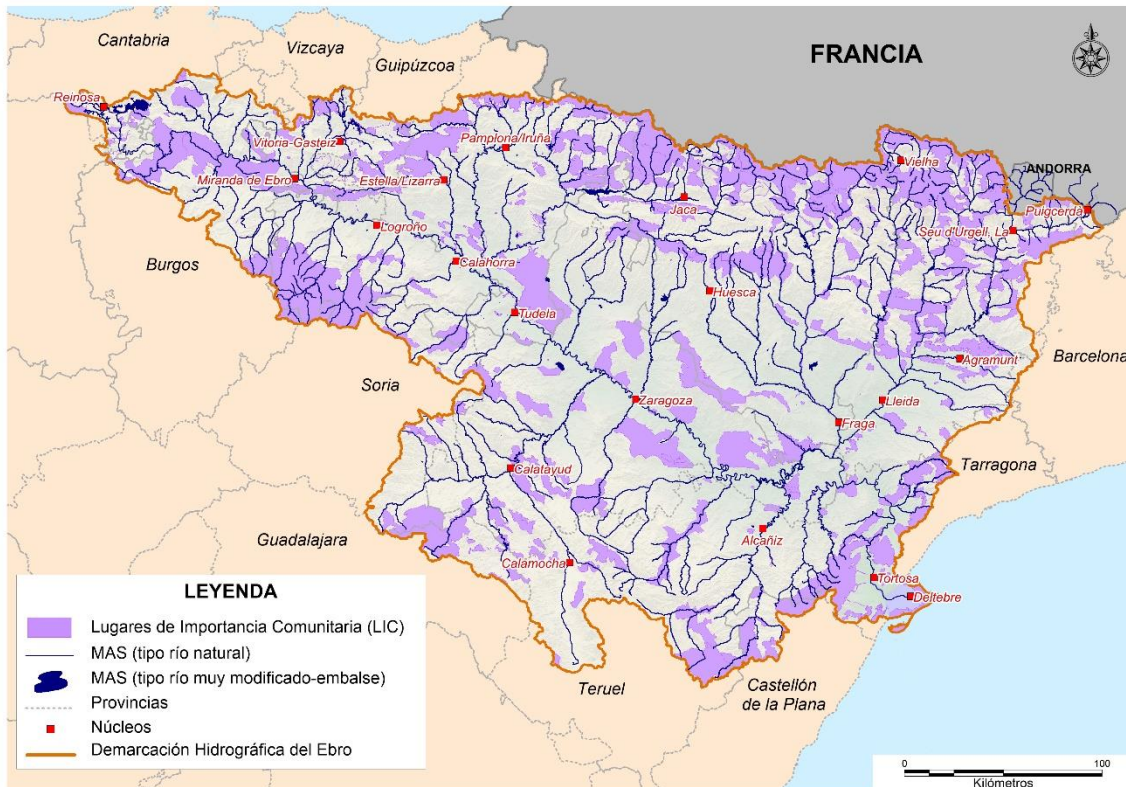 Cantabria
Vizcaya
Guipúzcoa
FRANCIA
Reinosa
Vitoria-Gasteiz
Pamplona/Iruña
Vielha
ANDORRA
Miranda de Ebro
Estella/Lizarra
Jaca
Puigcerdà
Seu d'Urgell, La
Logroño
Burgos
Calahorra
Huesca
Tudela
Barcelona
Agramunt
Soria
Zaragoza
Lleida
Fraga
Tarragona
Calatayud
Guadalajara
Alcañiz
Calamocha
Tortosa
Deltebre
Teruel
Castellón
de la Plana
LEYENDA
Lugares de Importancia Comunitaria (LIC)
MAS (tipo río natural)
MAS (tipo río muy modificado-embalse)
Provincias
Núcleos
Demarcación Hidrográfica del Ebro
0 100
Kilómetros